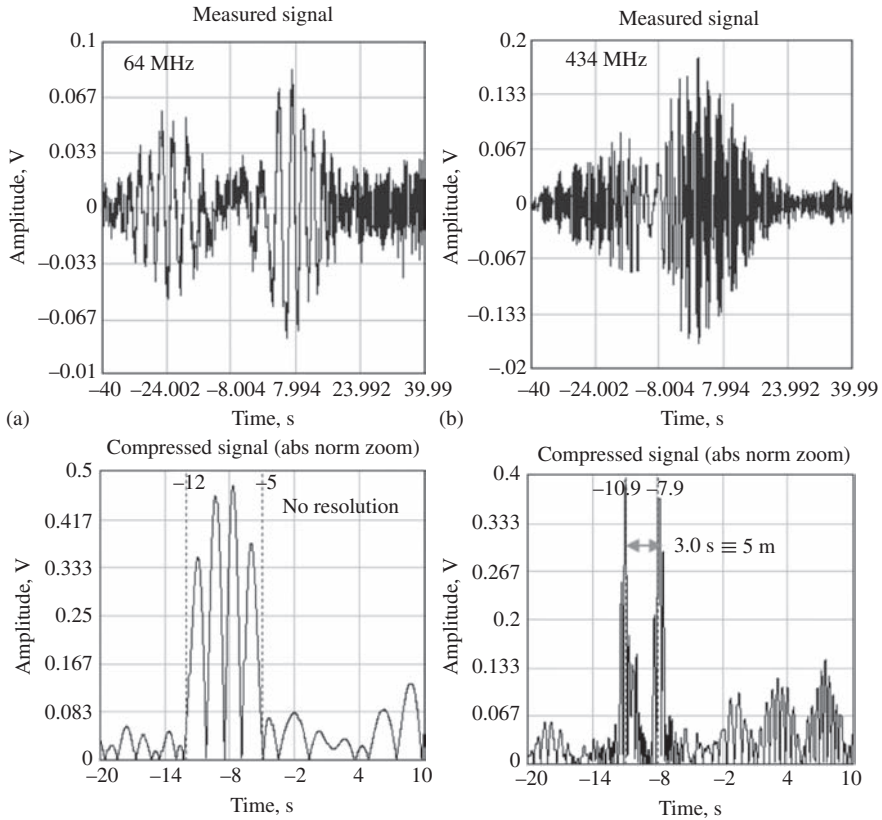 Measured signal
64 MHz
Amplitude, V
0.1
0.067
0.033
0
−0.033
−0.067
−0.01
−40 −24.002 −8.004 7.994 23.992 39.99
Time, s
(a)
Measured signal
434 MHz
Amplitude, V
0.2
0.133
0.067
0
−0.067
−0.133
−.02
−40 −24.002 −8.004 7.994 23.992 39.99
Time, s
(b)
Compressed signal (abs norm zoom)
−12 −5
No resolution
Amplitude, V
0.5
0.417
0.333
0.25
0.167
0.083
0
−20 −14 −8 −2 4 10
Time, s
Compressed signal (abs norm zoom)
−10.9 −7.9
3.0 s ≡ 5 m
Amplitude, V
0.4
0.333
0.267
0.2
0.133
0.067
0
−20 −14 −8 −2 4 10
Time, s